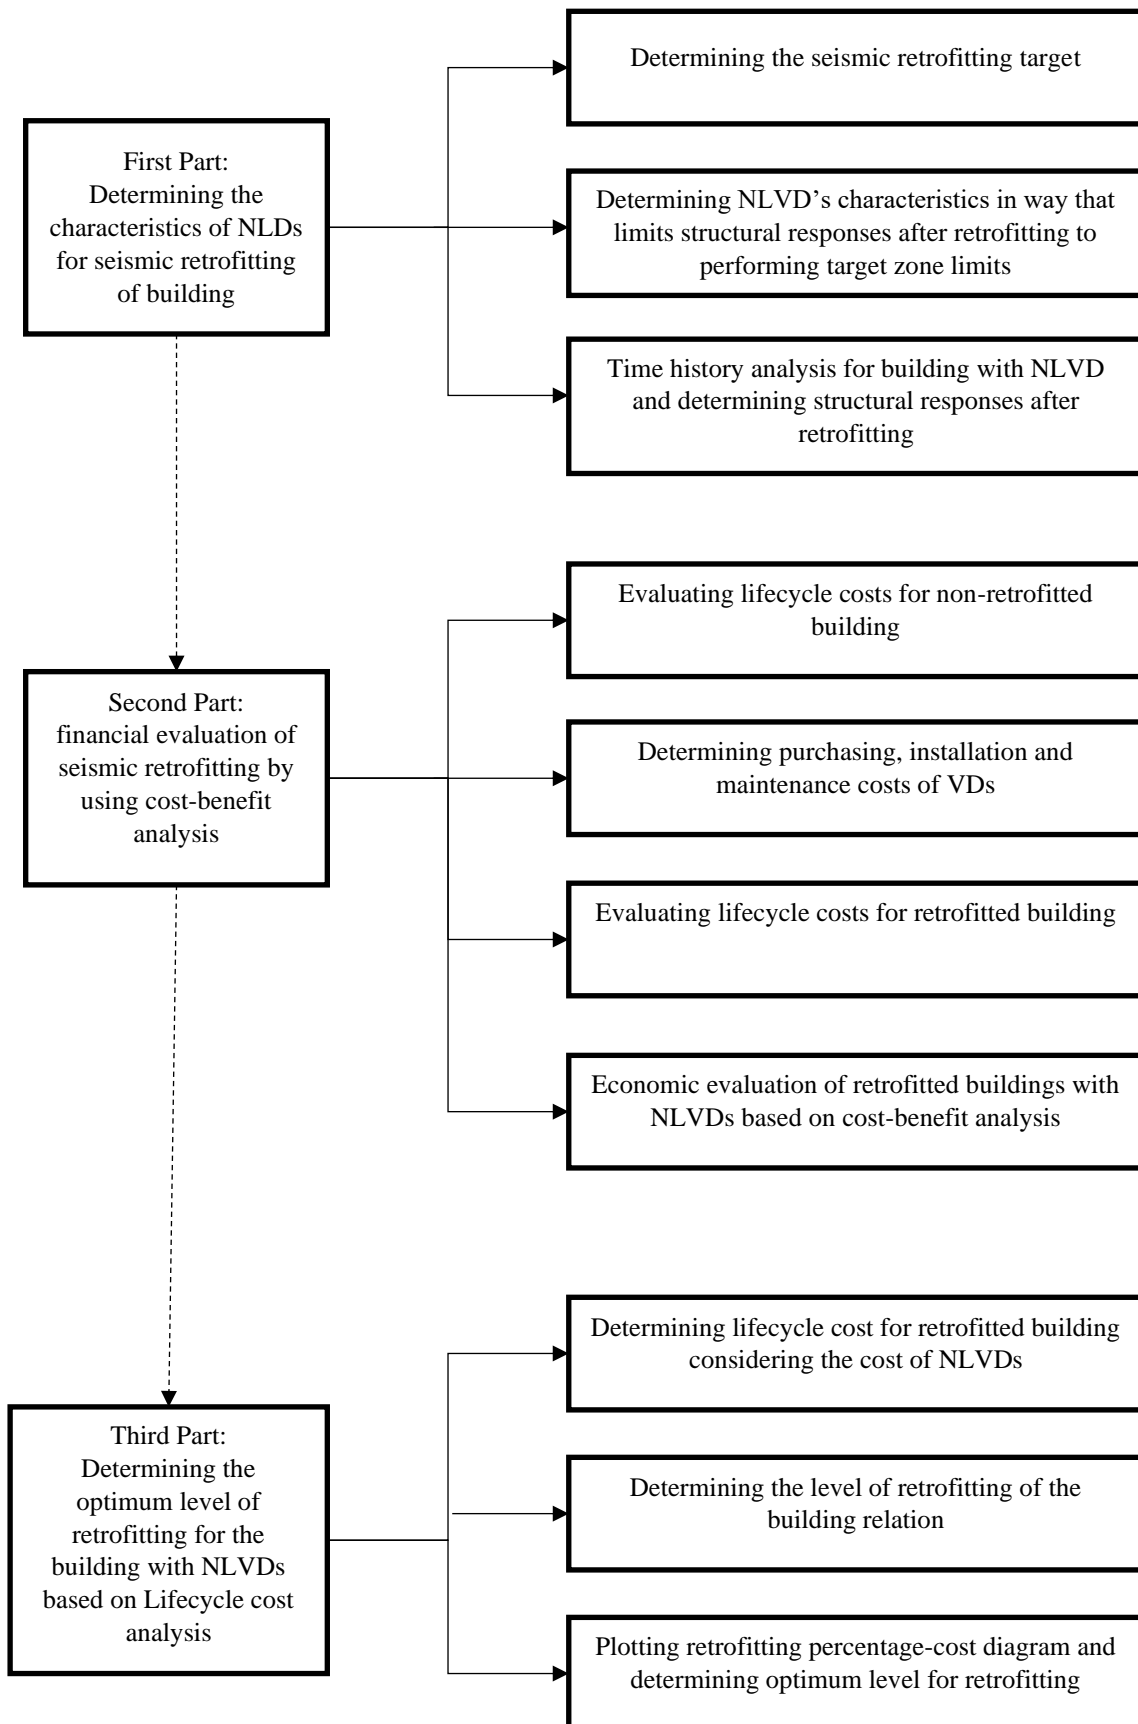 Determining the seismic retrofitting target
First Part:
Determining the
characteristics of NLDs
for seismic retrofitting
of building
Determining NLVD’s characteristics in way that
limits structural responses after retrofitting to
performing target zone limits
Time history analysis for building with NLVD
and determining structural responses after
retrofitting
Evaluating lifecycle costs for non-retrofitted
building
Second Part:
financial evaluation of
seismic retrofitting by
using cost-benefit
analysis
Determining purchasing, installation and
maintenance costs of VDs
Evaluating lifecycle costs for retrofitted building
Economic evaluation of retrofitted buildings with
NLVDs based on cost-benefit analysis
Determining lifecycle cost for retrofitted building
considering the cost of NLVDs
Third Part:
Determining the
optimum level of
retrofitting for the
building with NLVDs
based on Lifecycle cost
analysis
Determining the level of retrofitting of the
building relation
Plotting retrofitting percentage-cost diagram and
determining optimum level for retrofitting